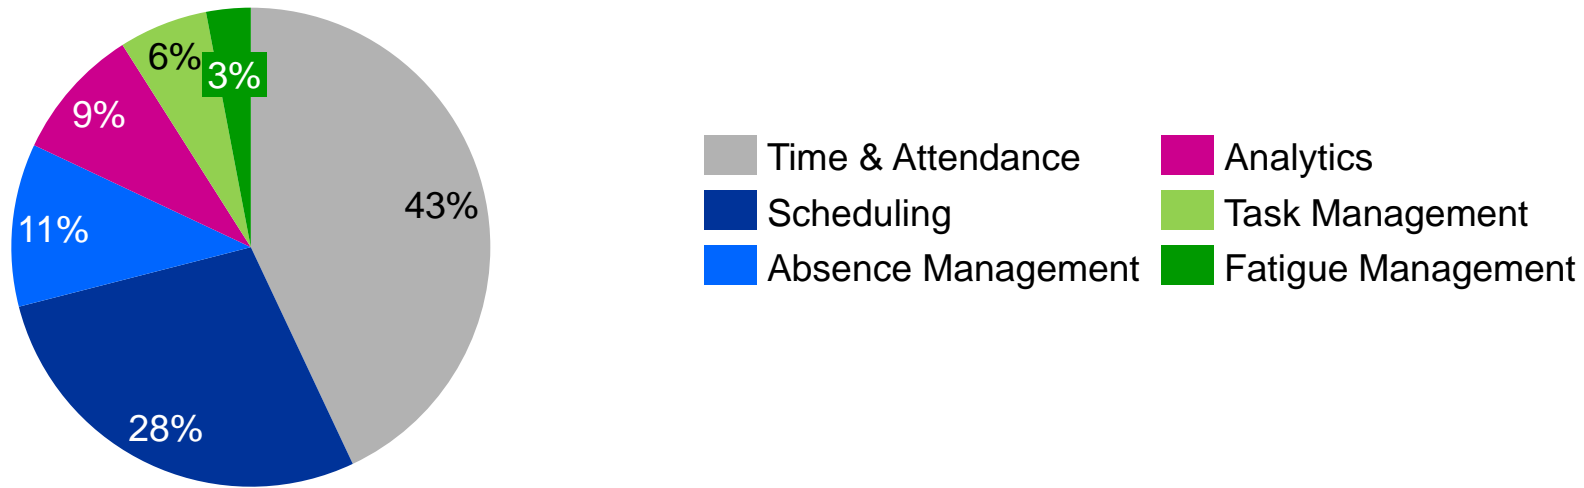 6%
3%
9%
43%
11%
28%
Time & Attendance
Scheduling
Absence Management
Analytics
Task Management
Fatigue Management